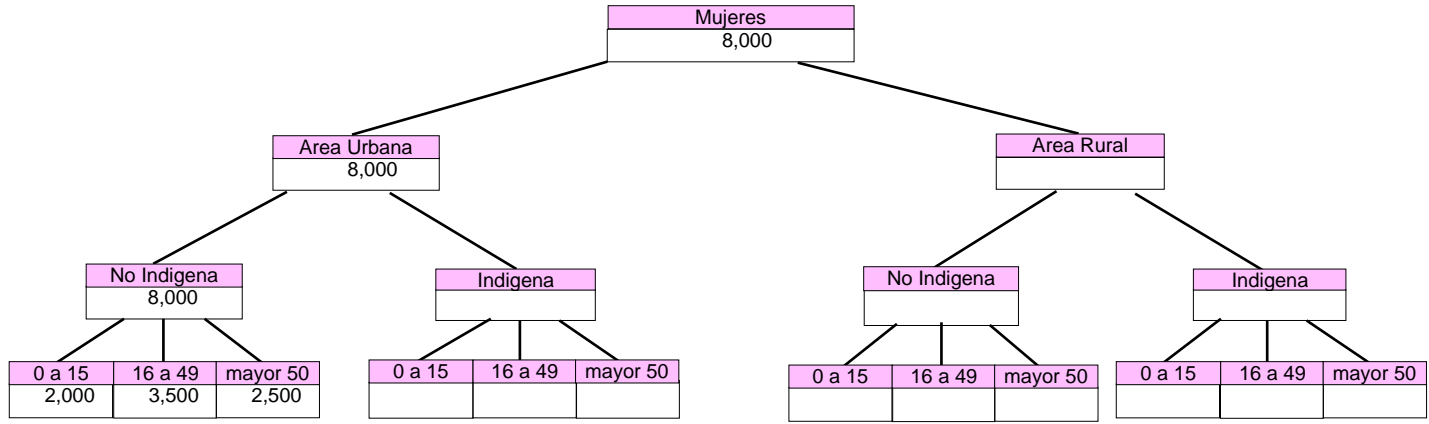 Mujeres
8,000
Area Urbana
8,000
Area Rural
No Indigena
8,000
Indigena
No Indigena
Indigena
0 a 15 16 a 49 mayor 50
2,000 3,500 2,500
0 a 15 16 a 49 mayor 50
0 a 15 16 a 49 mayor 50
0 a 15 16 a 49 mayor 50